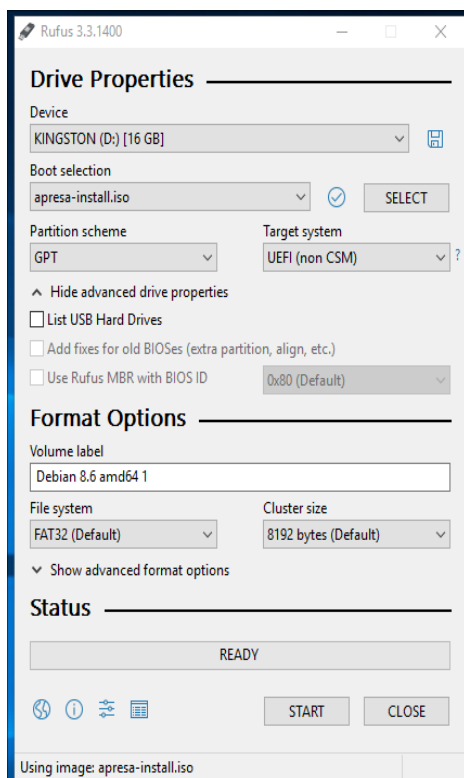 Rufus 3.3.1400
Drive Properties
Device
KINGSTON (D:) [16 GB]
Boot selection
apresa-install.iso
SELECT
Partition scheme
Target system
GPT
UEFI (non CSM)
?
Hide advanced drive properties
List USB Hard Drives
Add fixes for old BIOSes (extra partition, align, etc.)
Use Rufus MBR with BIOS ID
0x80 (Default)
Format Options
Volume label
Debian 8.6 amd64 1
File system
Cluster size
FAT32 (Default)
8192 bytes (Default)
Show advanced format options
Status
READY
START
CLOSE
Using image: apresa-install.iso